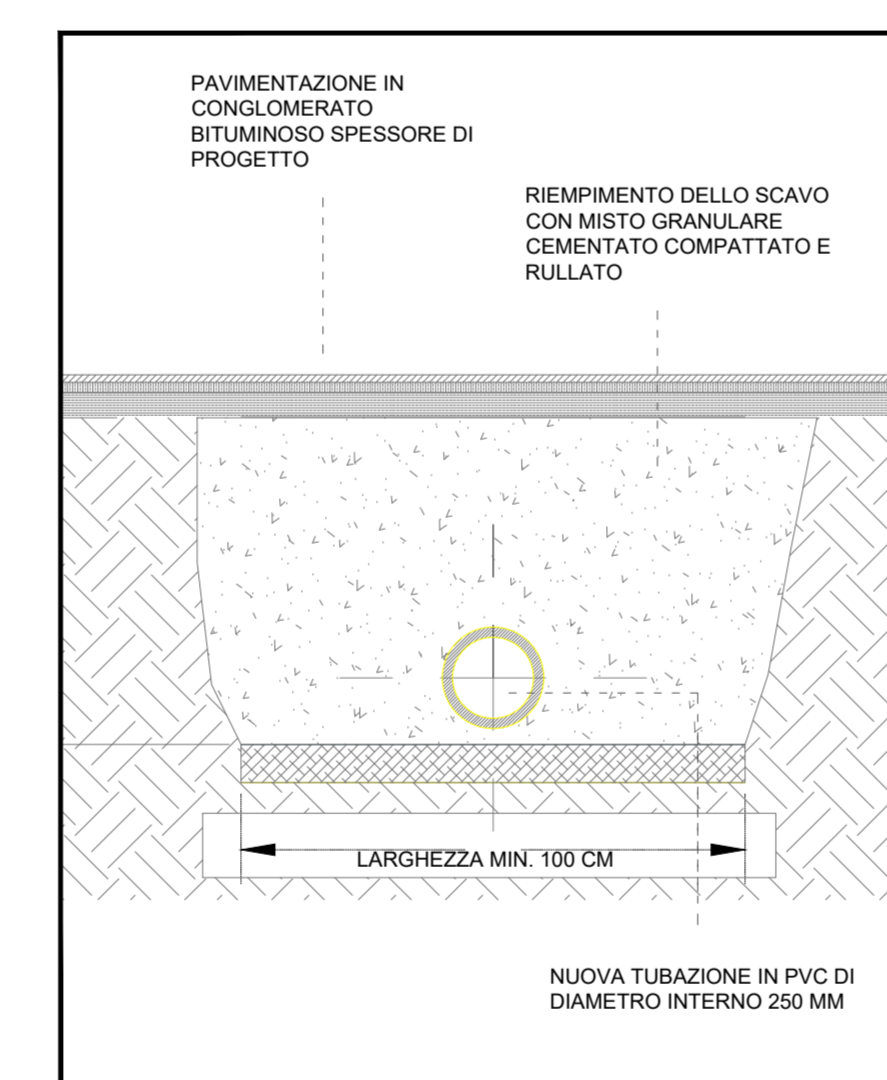 PAVIMENTAZIONE IN
CONGLOMERATO
BITUMINOSO SPESSORE DI
PROGETTO
RIEMPIMENTO DELLO SCAVO
CON MISTO GRANULARE
CEMENTATO COMPATTATO E
RULLATO
LARGHEZZA MIN. 100 CM
NUOVA TUBAZIONE IN PVC DI
DIAMETRO INTERNO 250 MM